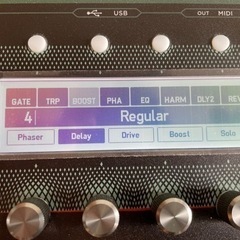 USB OUT MIDI
GATE TRP BOOST PHA EQ HARM DLY2 REV
4 Regular
Phaser Delay Drive Boost Solo